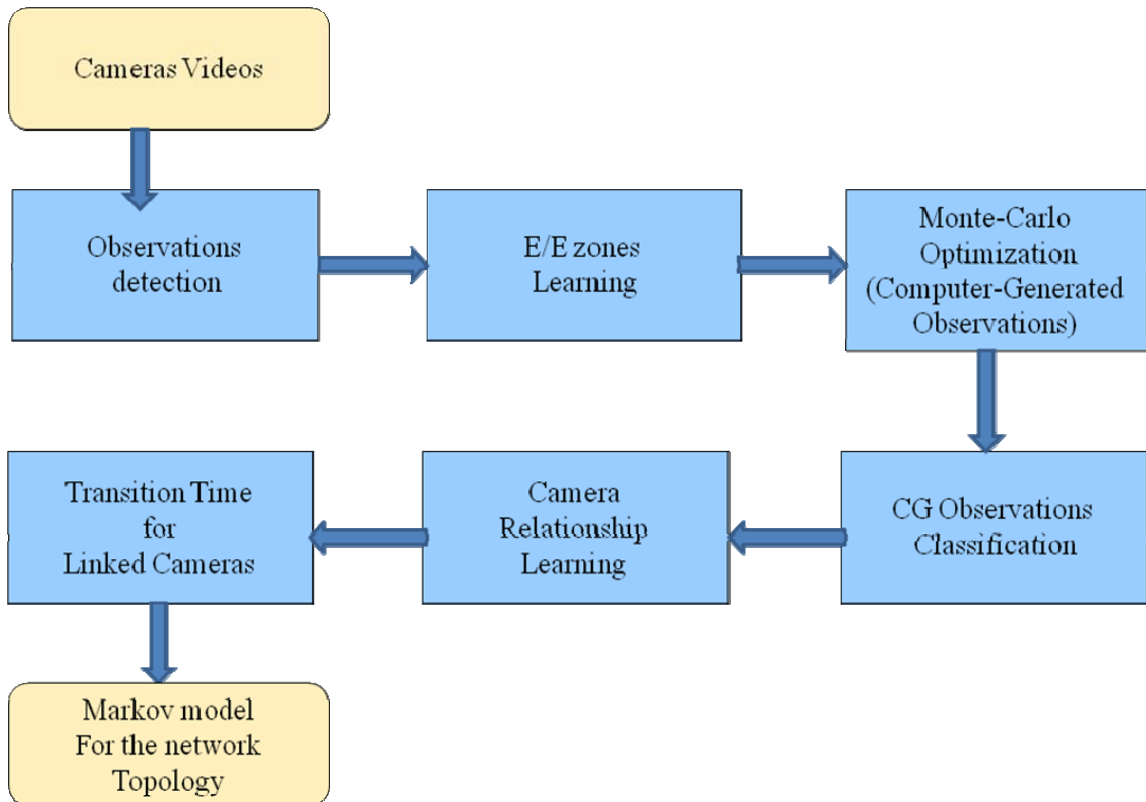 Cameras Videos
Observations
detection
E/E zones
Learning
Monte-Carlo
Optimization
(Computer-Generated
Observations)
CG Observations
Classification
Camera
Relationship
Learning
Transition Time
for
Linked Cameras
Markov model
For the network
Topology